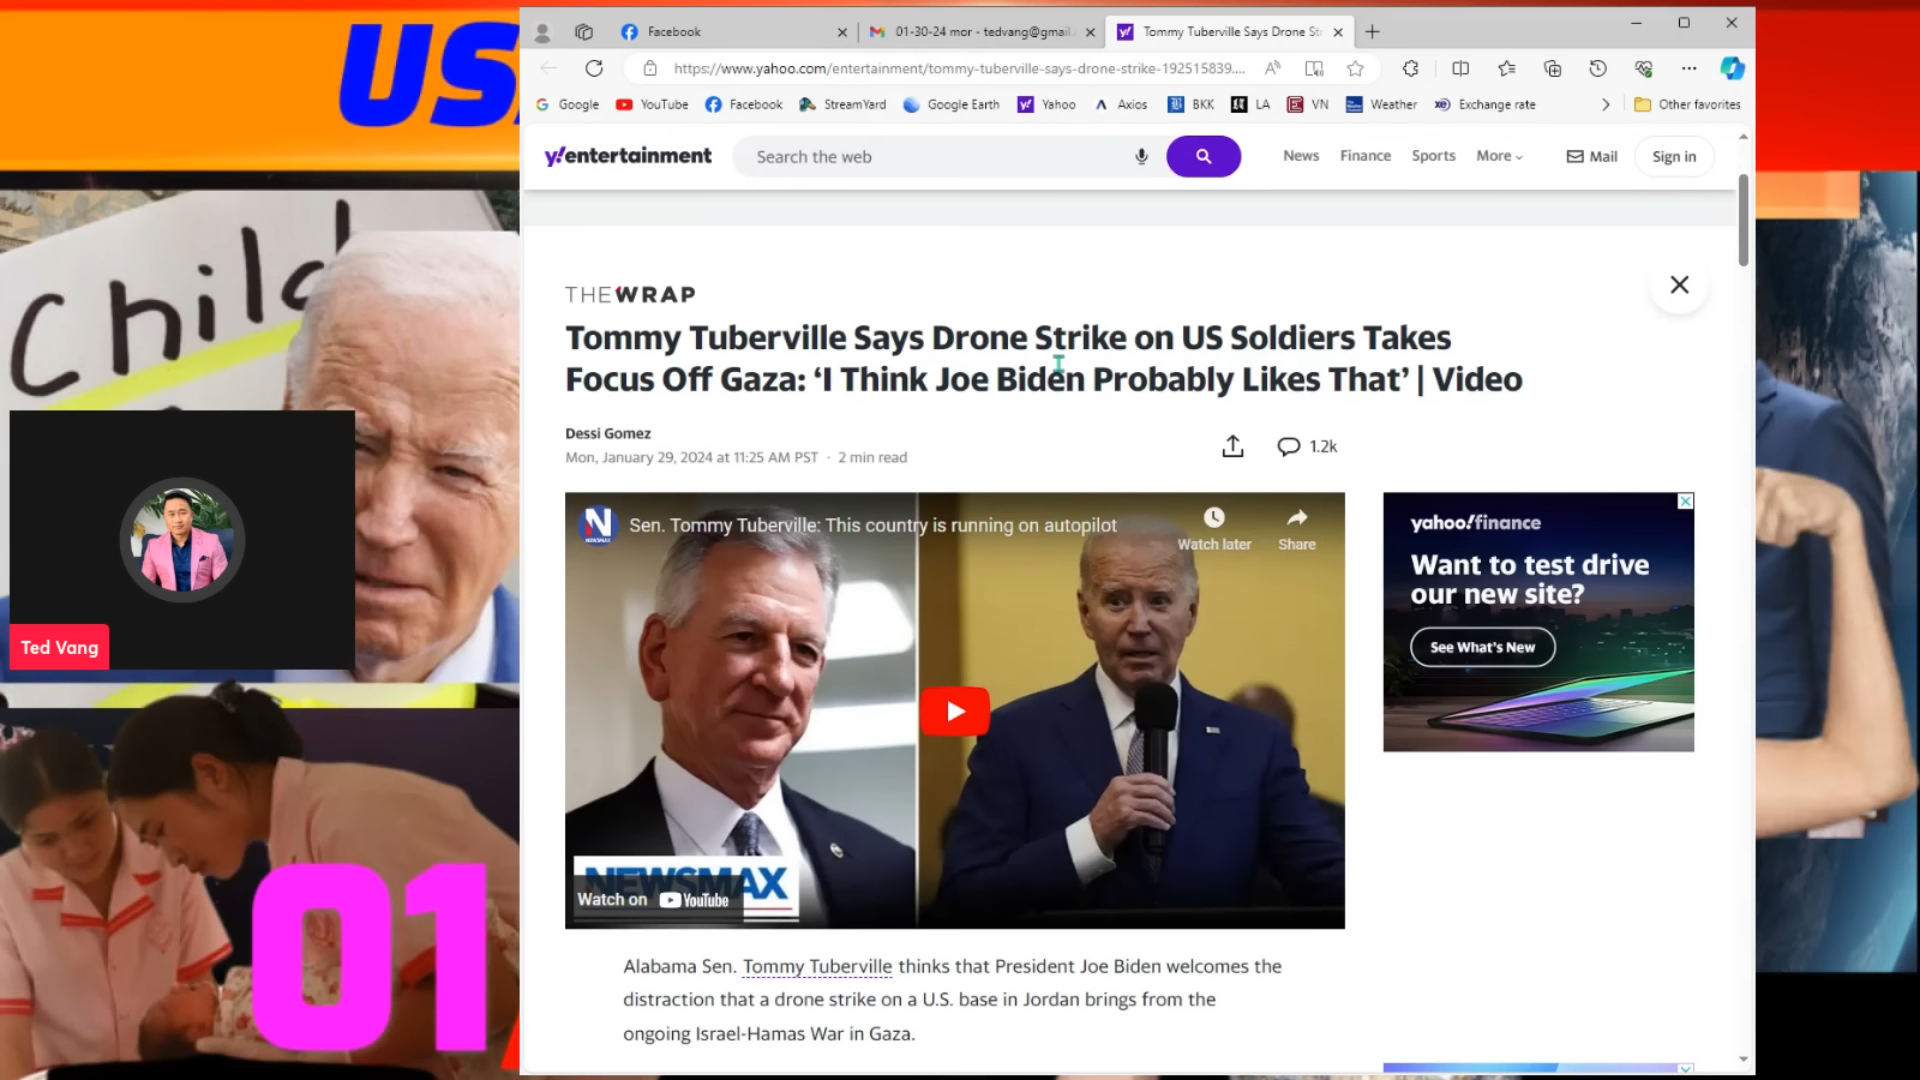 US
Child
Ted Vang
01
Facebook
01-30-24 mor - tedvang@gmail.
Tommy Tuberville Says Drone Str
https://www.yahoo.com/entertainment/tommy-tuberville-says-drone-strike-192515839....
Google YouTube Facebook StreamYard Google Earth Yahoo Axios BKK LA VN Weather Exchange rate Other favorites
y!entertainment
Search the web
News Finance Sports More Mail Sign in
THEWRAP
Tommy Tuberville Says Drone Strike on US Soldiers Takes
Focus Off Gaza: ‘I Think Joe Biden Probably Likes That’ | Video
Dessi Gomez
Mon, January 29, 2024 at 11:25 AM PST · 2 min read
1.2k
N
NEWSMAX
Sen. Tommy Tuberville: This country is running on autopilot
Watch later
Share
NEWSMAX
Watch on YouTube
yahoo!finance
Want to test drive
our new site?
See What's New
Alabama Sen. Tommy Tuberville thinks that President Joe Biden welcomes the
distraction that a drone strike on a U.S. base in Jordan brings from the
ongoing Israel-Hamas War in Gaza.